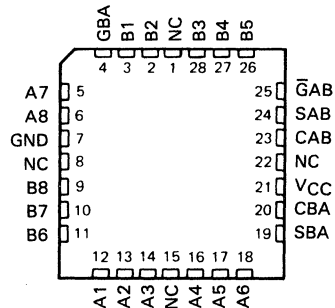 GBA B1 B2 NC B3 B4 B5
4 3 2 1 28 27 26
A7 5 25 G̅AB
A8 6 24 SAB
GND 7 23 CAB
NC 8 22 NC
B8 9 21 VCC
B7 10 20 CBA
B6 11 19 SBA
12 13 14 15 16 17 18
A1 A2 A3 NC A4 A5 A6